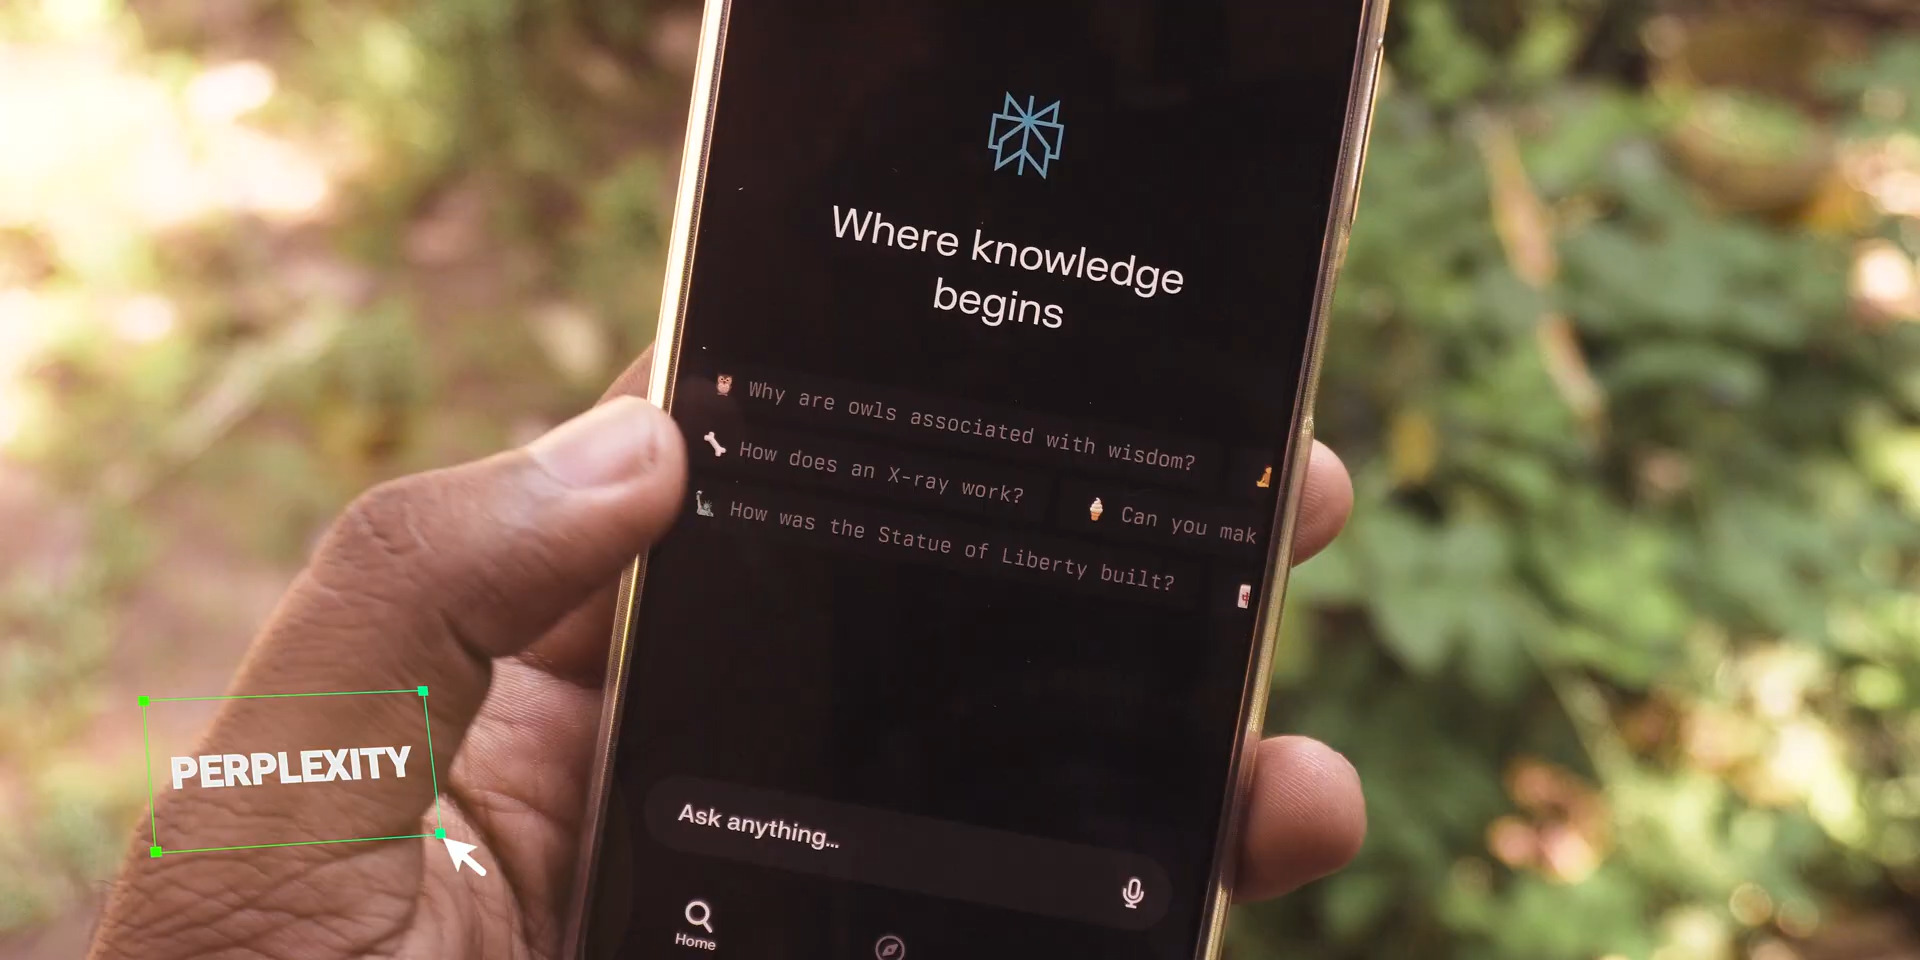 Where knowledge
begins
Why are owls associated with wisdom?
How does an X-ray work?
Can you mak
How was the Statue of Liberty built?
PERPLEXITY
Ask anything...
Home